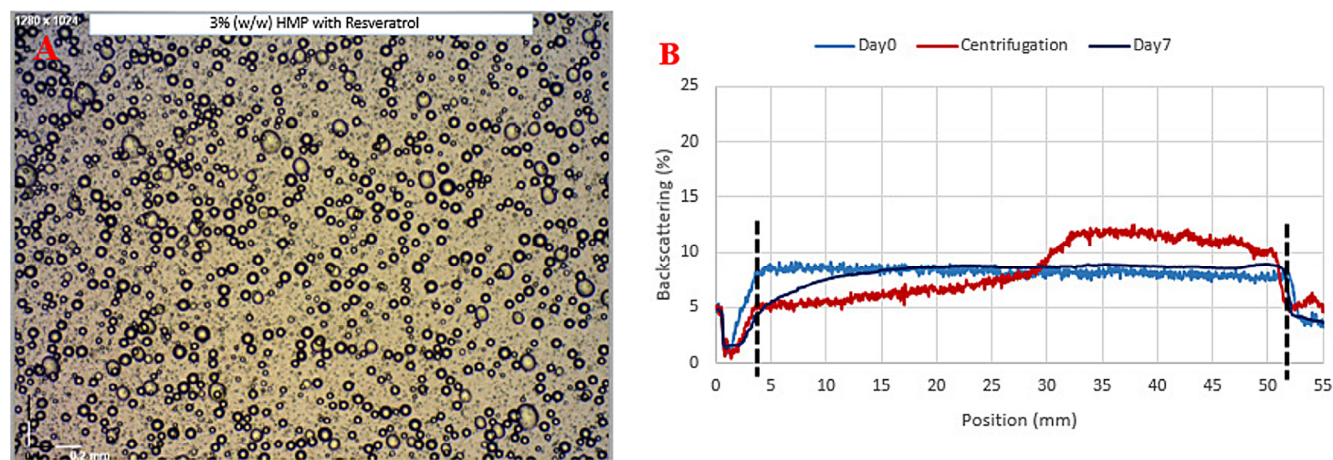 1280 x 1024
3% (w/w) HMP with Resveratrol
A
0.2 mm
B
Day0 Centrifugation Day7
25
20
15
10
5
0
Backscattering (%)
0 5 10 15 20 25 30 35 40 45 50 55
Position (mm)